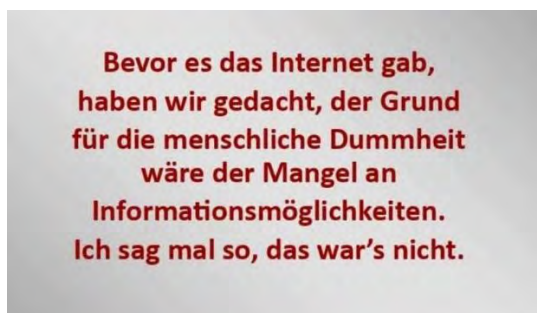 Bevor es das Internet gab,
haben wir gedacht, der Grund
für die menschliche Dummheit
wäre der Mangel an
Informationsmöglichkeiten.
Ich sag mal so, das war’s nicht.